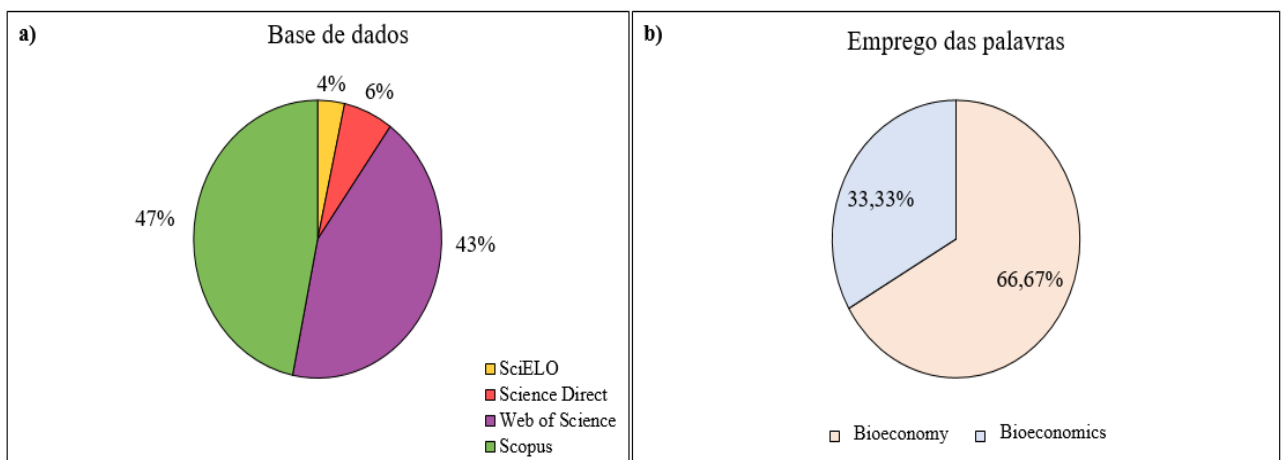 a)
Base de dados
4%
6%
47%
43%
SciELO
Science Direct
Web of Science
Scopus
b)
Emprego das palavras
33,33%
66,67%
Bioeconomy
Bioeconomics